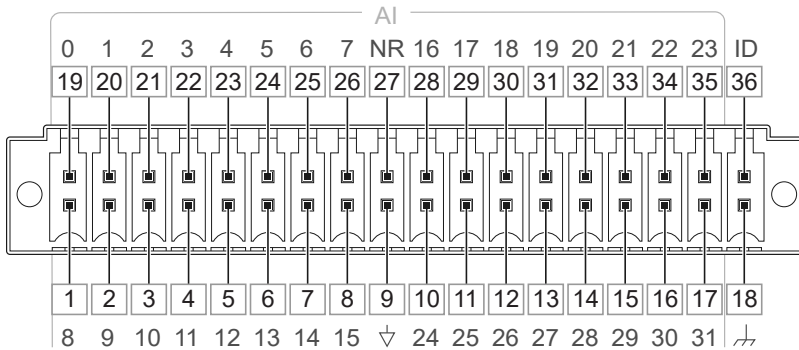 AI
0 1 2 3 4 5 6 7 NR 16 17 18 19 20 21 22 23 ID
19 20 21 22 23 24 25 26 27 28 29 30 31 32 33 34 35 36
1 2 3 4 5 6 7 8 9 10 11 12 13 14 15 16 17 18
8 9 10 11 12 13 14 15 24 25 26 27 28 29 30 31